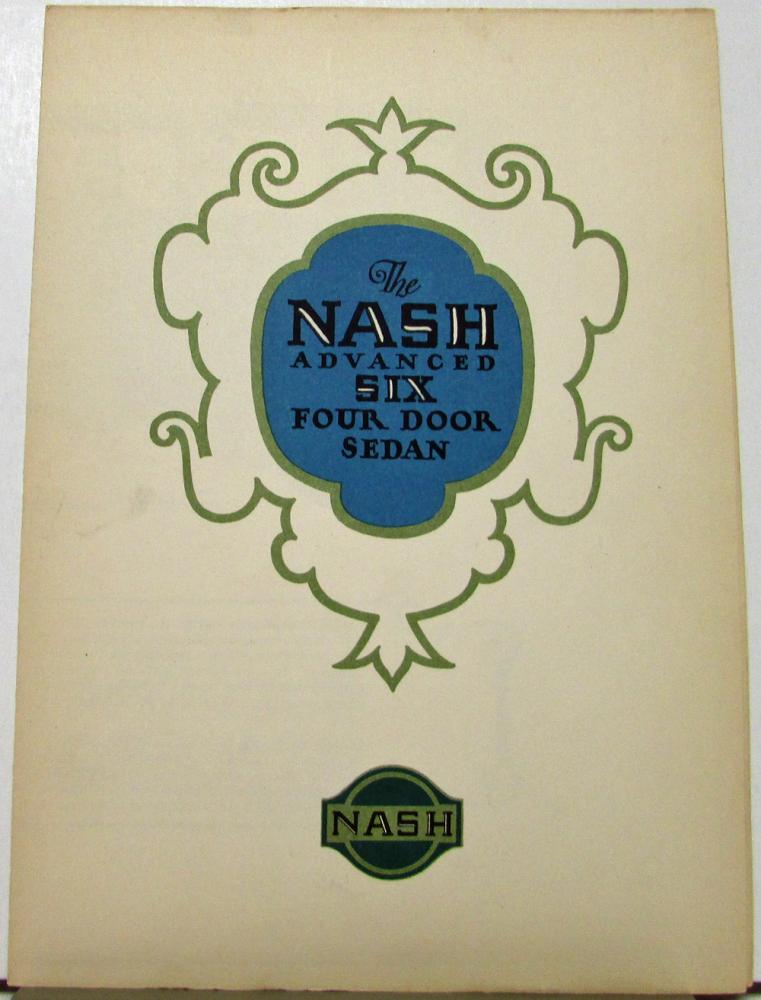 The
NASH
ADVANCED
SIX
FOUR DOOR
SEDAN
NASH